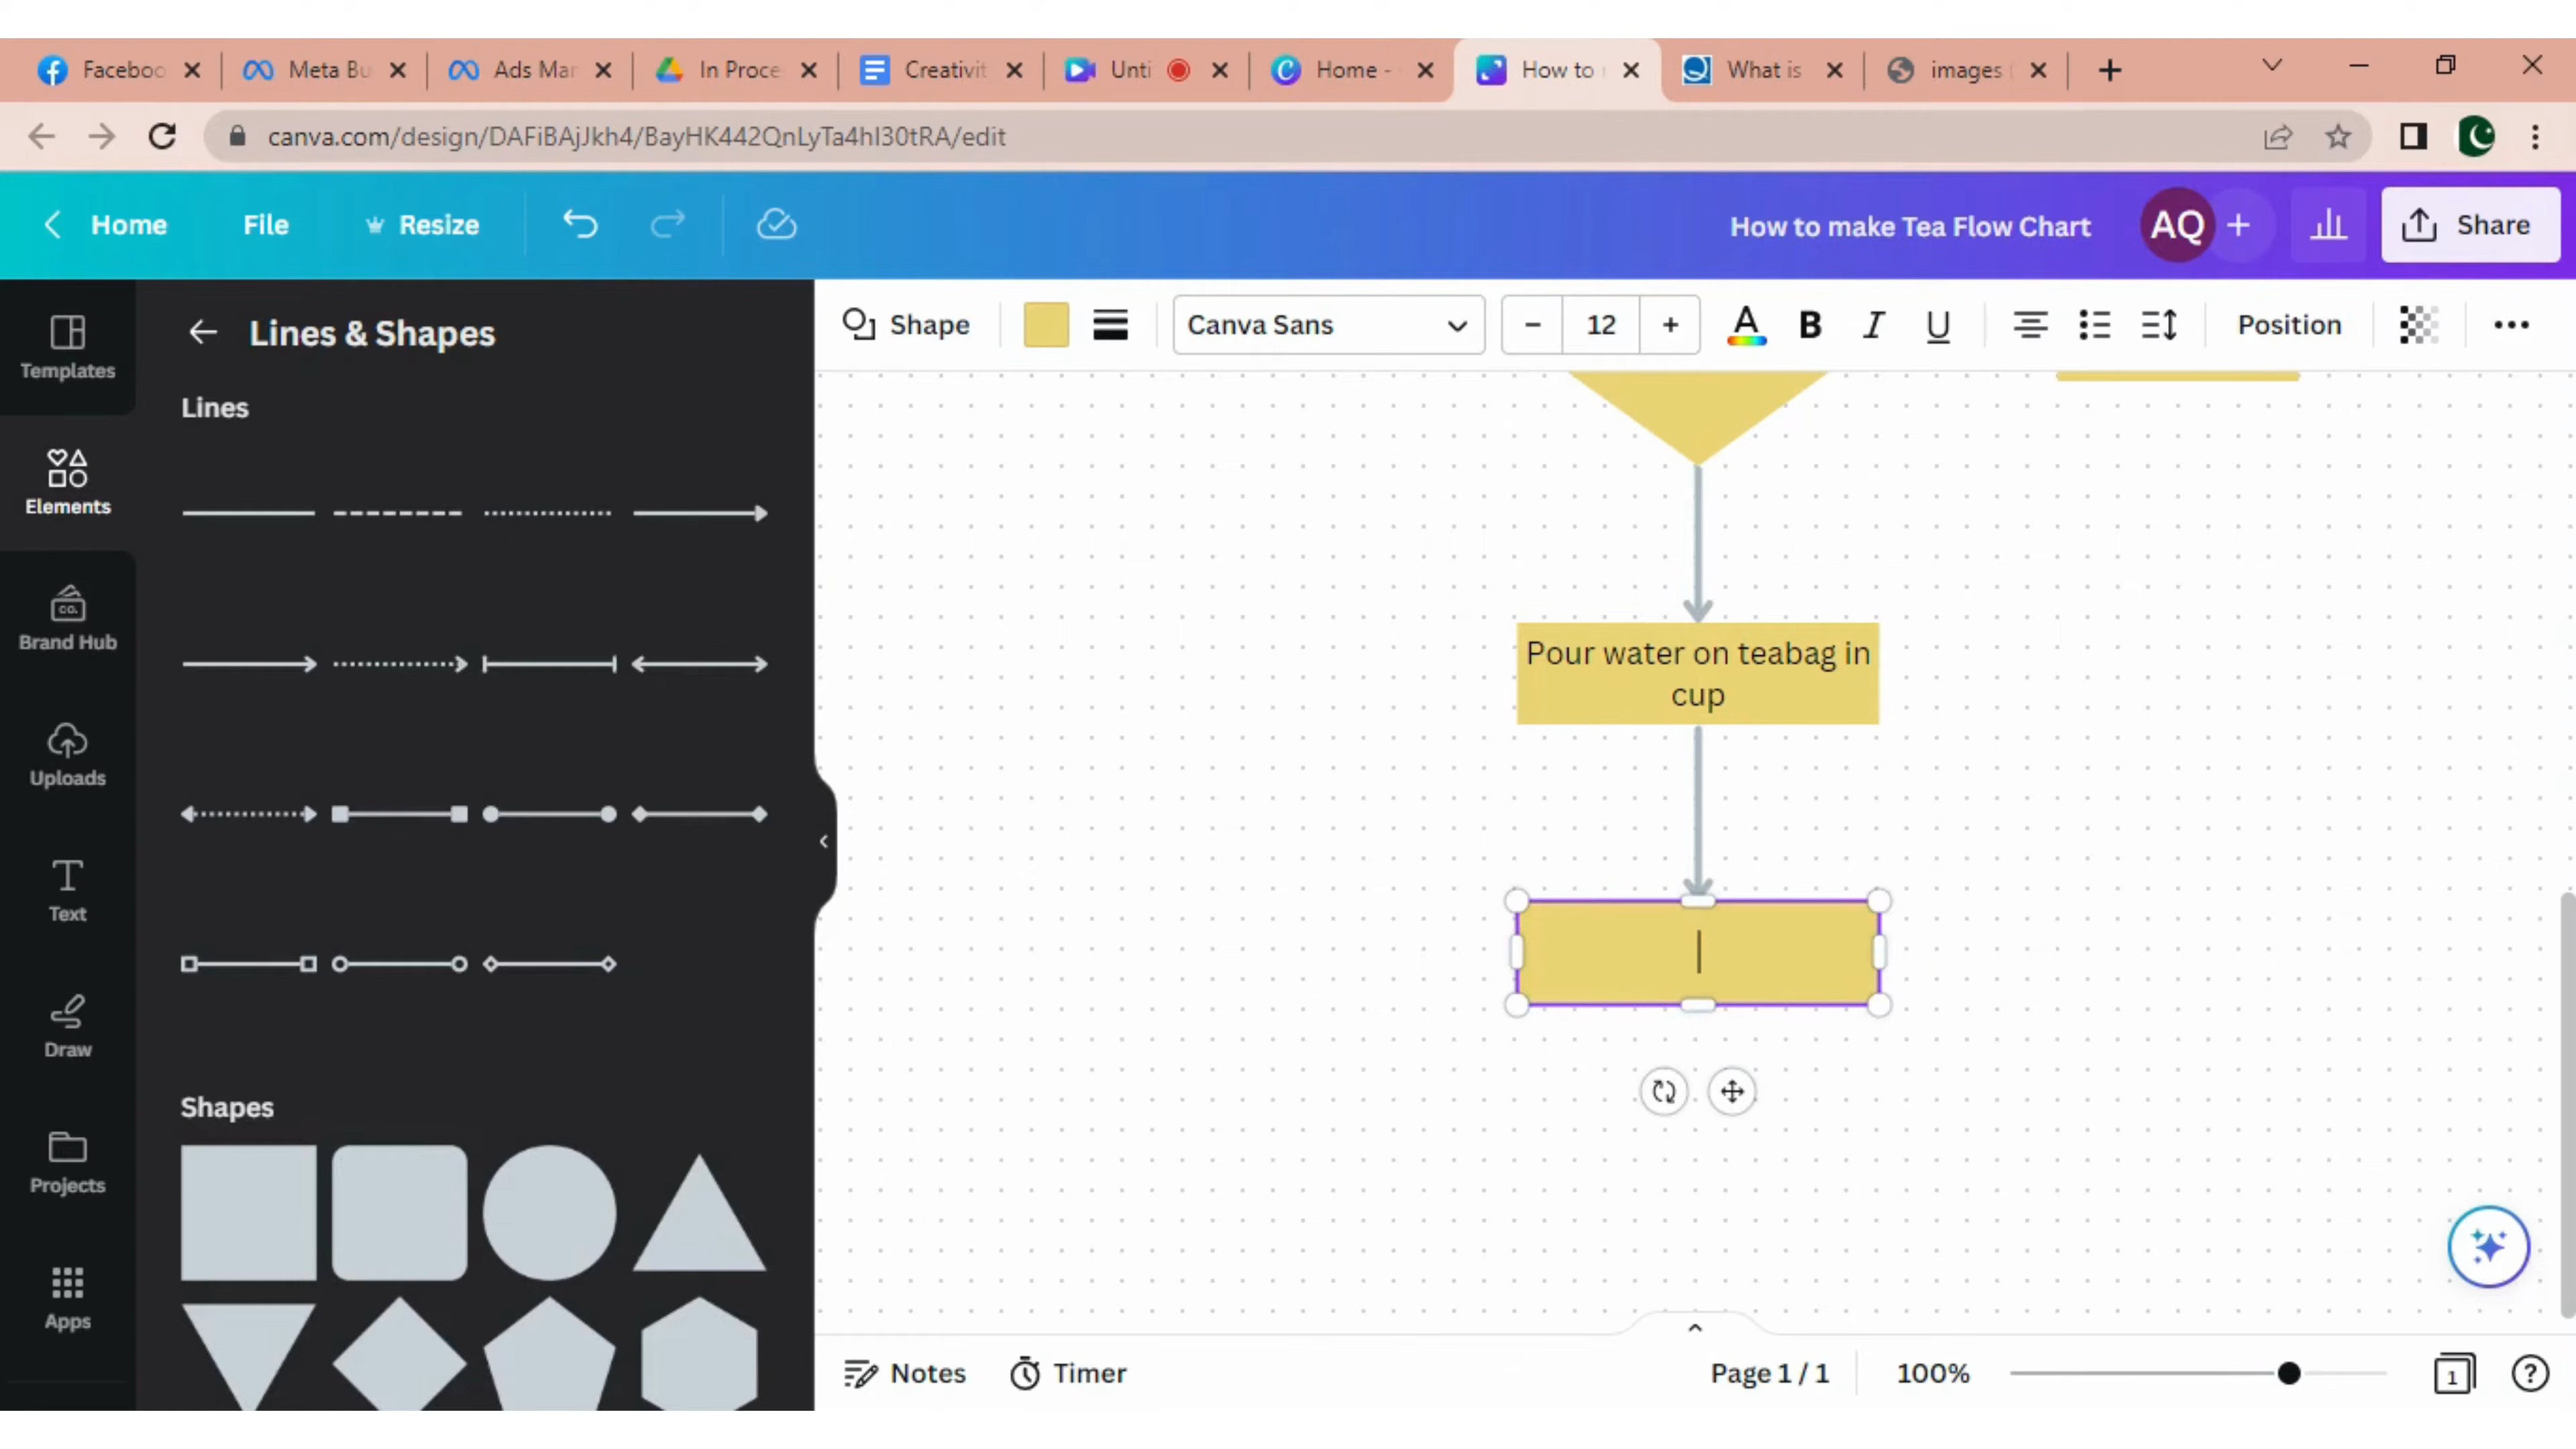 Faceboo
Meta Bu
Ads Mar
In Proce
Creativit
Unti
Home -
How to
What is
images
canva.com/design/DAFiBAjJkh4/BayHK442QnLyTa4hI30tRA/edit
Home
File
Resize
How to make Tea Flow Chart
AQ
Share
Templates
Elements
Brand Hub
CO.
Uploads
Text
Draw
Projects
Apps
Lines & Shapes
Lines
Shapes
Shape
Canva Sans
12
A
B
I
U
Position
Pour water on teabag in
cup
Notes
Timer
Page 1 / 1
100%
1
?